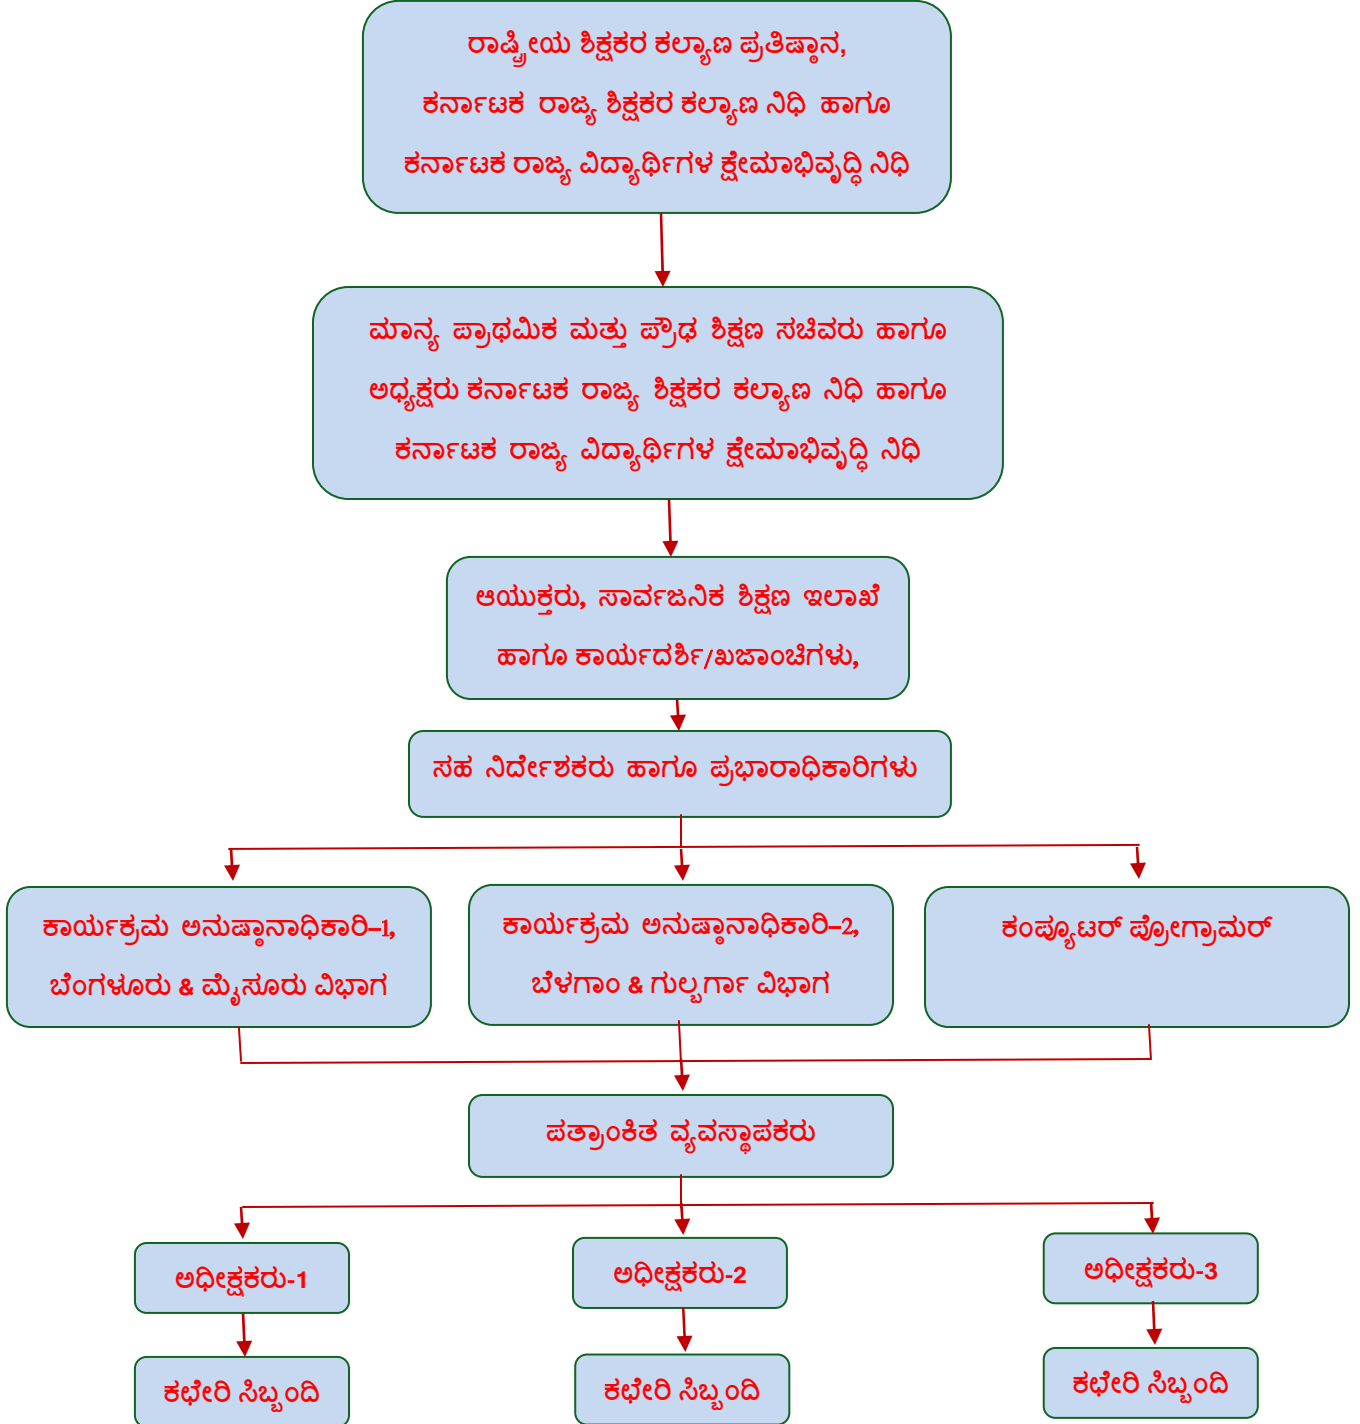 ರಾಷ್ಟ್ರೀಯ ಶಿಕ್ಷಕರ ಕಲ್ಯಾಣ ಪ್ರತಿಷ್ಠಾನ,
ಕರ್ನಾಟಕ ರಾಜ್ಯ ಶಿಕ್ಷಕರ ಕಲ್ಯಾಣ ನಿಧಿ ಹಾಗೂ
ಕರ್ನಾಟಕ ರಾಜ್ಯ ವಿದ್ಯಾರ್ಥಿಗಳ ಕ್ಷೇಮಾಭಿವೃದ್ಧಿ ನಿಧಿ
ಮಾನ್ಯ ಪ್ರಾಥಮಿಕ ಮತ್ತು ಪ್ರೌಢ ಶಿಕ್ಷಣ ಸಚಿವರು ಹಾಗೂ
ಅಧ್ಯಕ್ಷರು ಕರ್ನಾಟಕ ರಾಜ್ಯ ಶಿಕ್ಷಕರ ಕಲ್ಯಾಣ ನಿಧಿ ಹಾಗೂ
ಕರ್ನಾಟಕ ರಾಜ್ಯ ವಿದ್ಯಾರ್ಥಿಗಳ ಕ್ಷೇಮಾಭಿವೃದ್ಧಿ ನಿಧಿ
ಆಯುಕ್ತರು, ಸಾರ್ವಜನಿಕ ಶಿಕ್ಷಣ ಇಲಾಖೆ
ಹಾಗೂ ಕಾರ್ಯದರ್ಶಿ/ಖಜಾಂಚಿಗಳು,
ಸಹ ನಿರ್ದೇಶಕರು ಹಾಗೂ ಪ್ರಭಾರಾಧಿಕಾರಿಗಳು
ಕಾರ್ಯಕ್ರಮ ಅನುಷ್ಠಾನಾಧಿಕಾರಿ–1,
ಬೆಂಗಳೂರು & ಮೈಸೂರು ವಿಭಾಗ
ಕಾರ್ಯಕ್ರಮ ಅನುಷ್ಠಾನಾಧಿಕಾರಿ–2,
ಬೆಳಗಾಂ & ಗುಲ್ಬರ್ಗಾ ವಿಭಾಗ
ಕಂಪ್ಯೂಟರ್ ಪ್ರೋಗ್ರಾಮರ್
ಪತ್ರಾಂಕಿತ ವ್ಯವಸ್ಥಾಪಕರು
ಅಧೀಕ್ಷಕರು-1
ಅಧೀಕ್ಷಕರು-2
ಅಧೀಕ್ಷಕರು-3
ಕಛೇರಿ ಸಿಬ್ಬಂದಿ
ಕಛೇರಿ ಸಿಬ್ಬಂದಿ
ಕಛೇರಿ ಸಿಬ್ಬಂದಿ